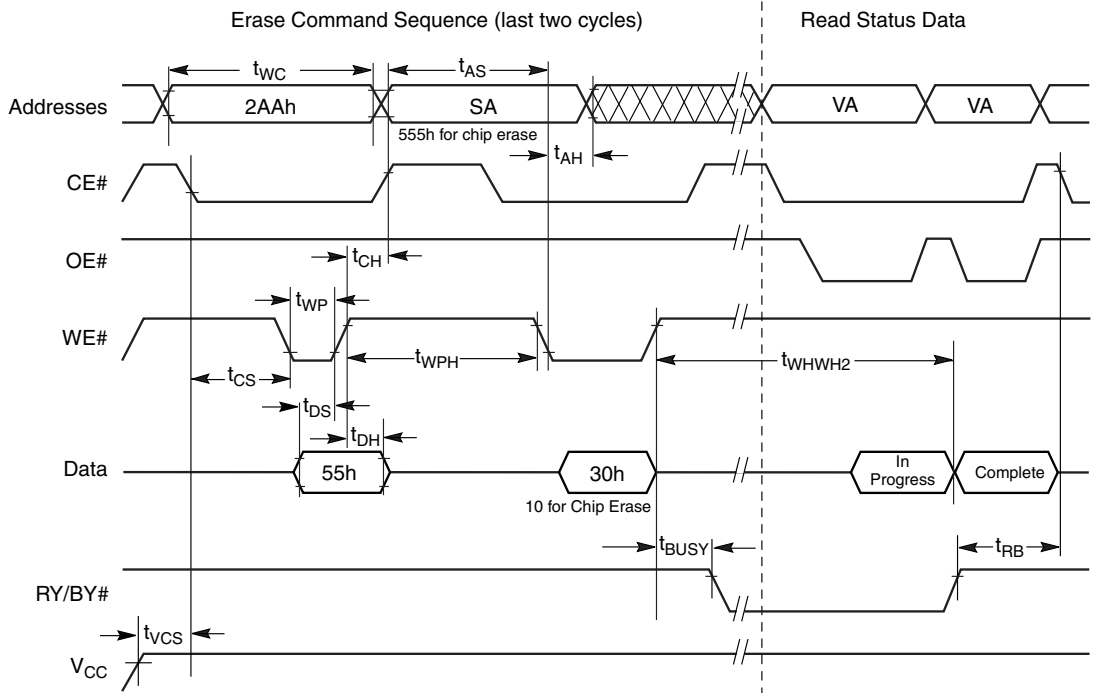 Erase Command Sequence (last two cycles)
Read Status Data
tWC
tAS
Addresses
2AAh
SA
VA
VA
555h for chip erase
tAH
CE#
OE#
tCH
tWP
WE#
tWPH
tWHWH2
tCS
tDS
tDH
Data
55h
30h
In
Progress
Complete
10 for Chip Erase
tBUSY
tRB
RY/BY#
tVCS
VCC